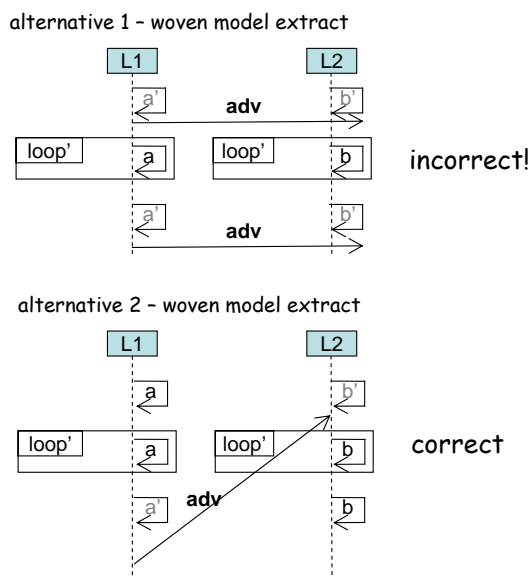 alternative 1 – woven model extract
L1 L2
a' adv b'
loop' a loop' b incorrect!
a' b'
adv
alternative 2 – woven model extract
L1 L2
a b'
loop' a loop' b correct
a' adv b